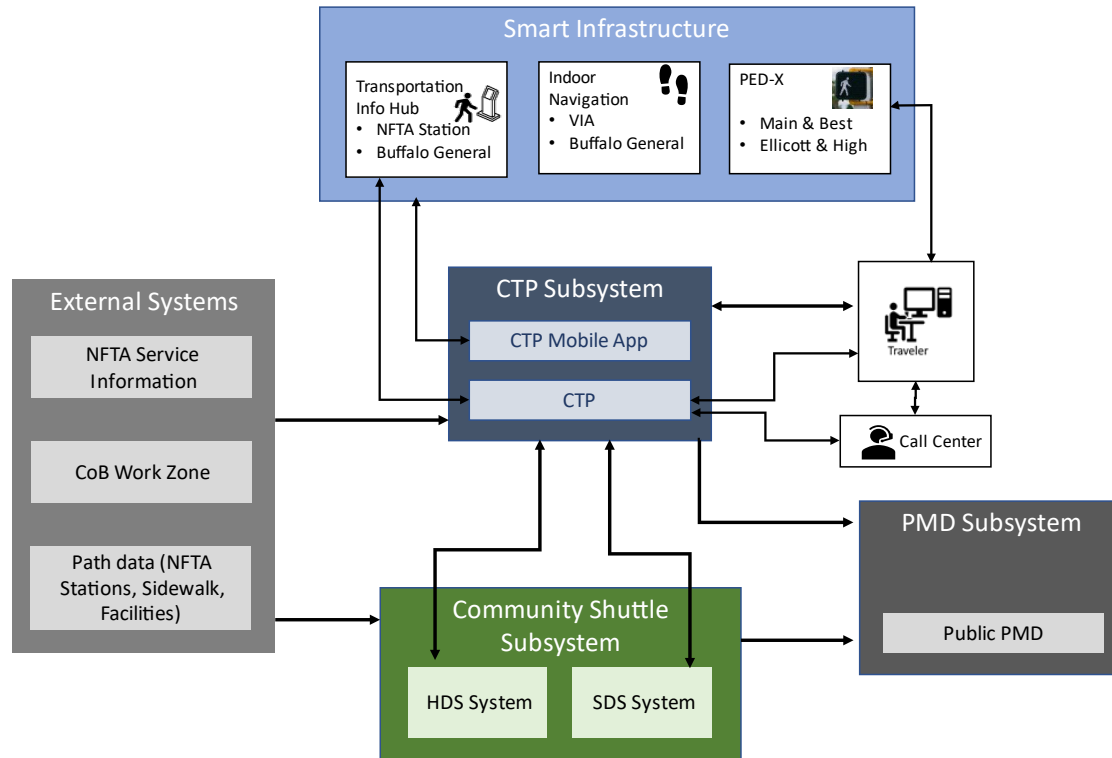 Smart Infrastructure
Transportation
Info Hub
• NFTA Station
• Buffalo General
Indoor
Navigation
• VIA
• Buffalo General
PED-X
• Main & Best
• Ellicott & High
External Systems
NFTA Service
Information
CoB Work Zone
Path data (NFTA
Stations, Sidewalk,
Facilities)
CTP Subsystem
CTP Mobile App
CTP
Traveler
Call Center
PMD Subsystem
Public PMD
Community Shuttle
Subsystem
HDS System
SDS System